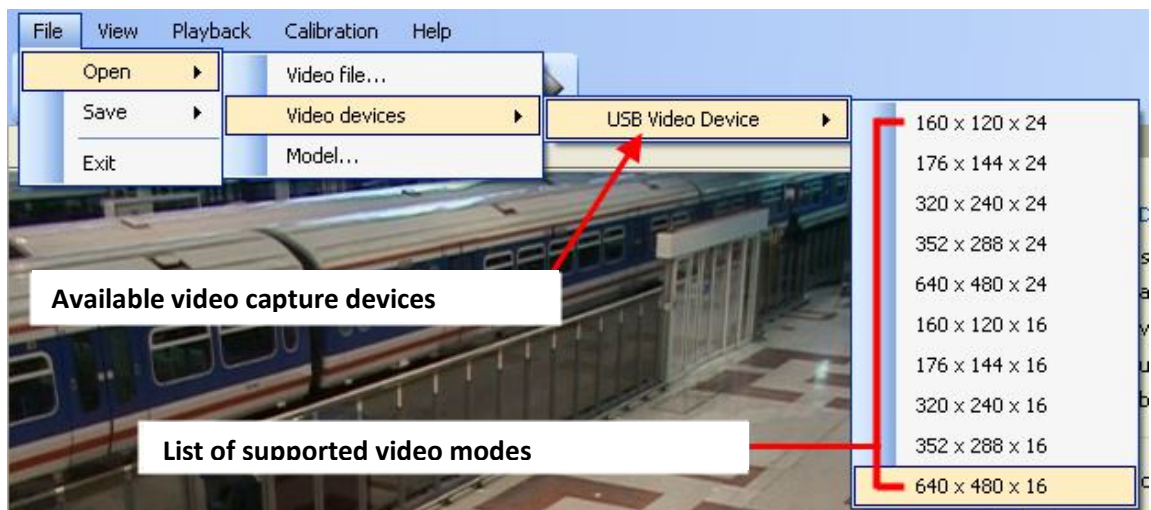 File View Playback Calibration Help
Open
Save
Exit
Video file...
Video devices
Model...
USB Video Device
160 x 120 x 24
176 x 144 x 24
320 x 240 x 24
352 x 288 x 24
640 x 480 x 24
160 x 120 x 16
176 x 144 x 16
320 x 240 x 16
352 x 288 x 16
640 x 480 x 16
Available video capture devices
List of supported video modes